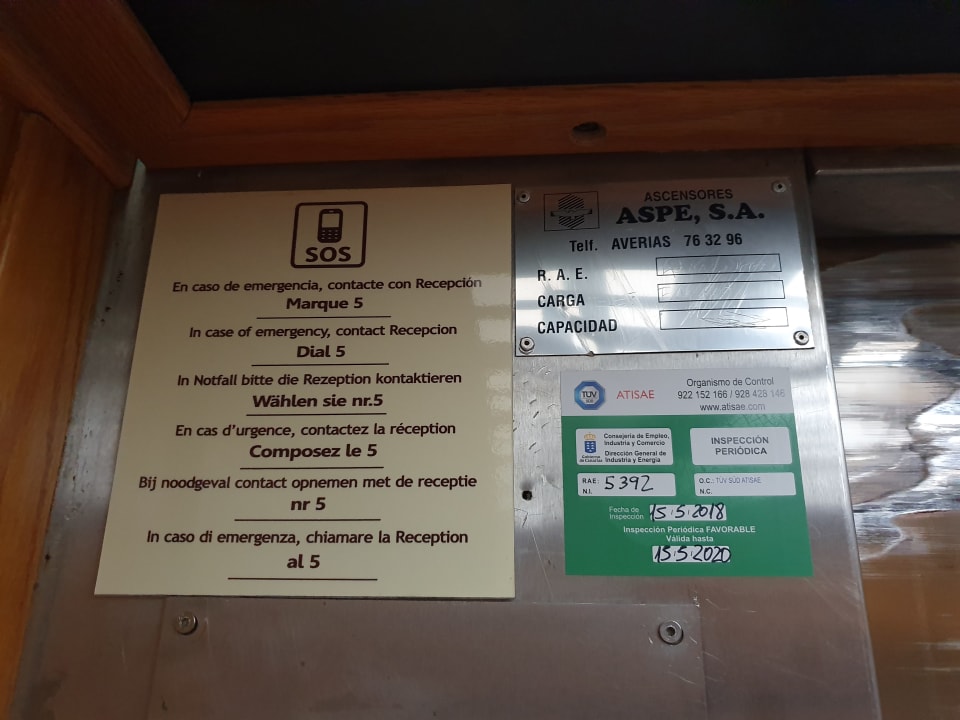 SOS
En caso de emergencia, contacte con Recepción
Marque 5
In case of emergency, contact Recepcion
Dial 5
In Notfall bitte die Rezeption kontaktieren
Wählen sie nr.5
En cas d'urgence, contactez la réception
Composez le 5
Bij noodgeval contact opnemen met de receptie
nr 5
In caso di emergenza, chiamare la Reception
al 5
ASCENSORES
ASPE, S.A.
Telf. AVERIAS 76 32 96
R. A. E.
CARGA
CAPACIDAD
TÜV
SÜD
ATISAE
Organismo de Control
922 152 166 / 928 428 146
www.atisae.com
Gobierno
de Canarias
Consejería de Empleo,
Industria y Comercio
Dirección General de
Industria y Energía
INSPECCIÓN
PERIÓDICA
RAE: 5392
N.I.
O.C.: TÜV SÜD ATISAE
N.C.
Fecha de
Inspección: 15.5.2018
Inspección Periódica FAVORABLE
Válida hasta
15.5.2020